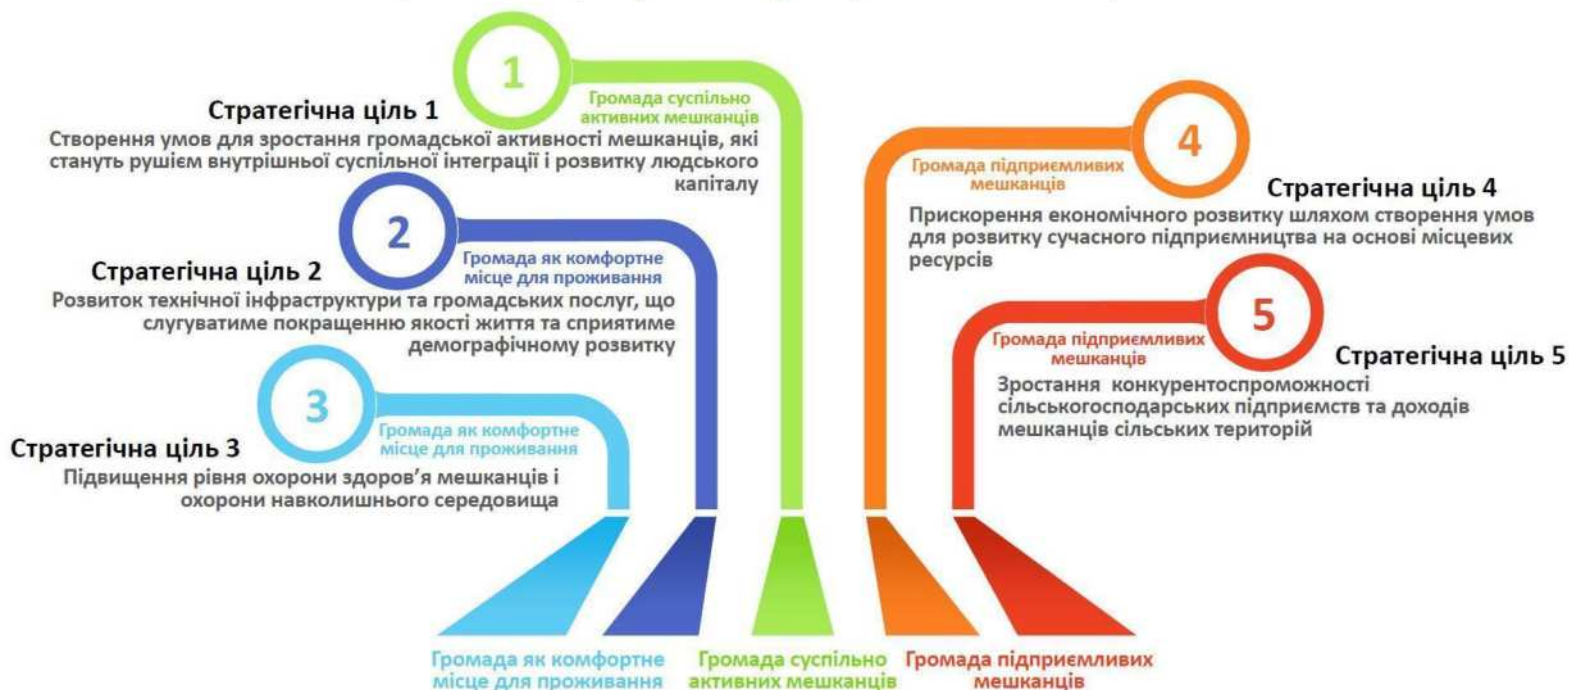 1
Громада суспільно
активних мешканців
Стратегічна ціль 1
Створення умов для зростання громадської активності мешканців, які
стануть рушієм внутрішньої суспільної інтеграції і розвитку людського
капіталу
2
Громада як комфортне
місце для проживання
Стратегічна ціль 2
Розвиток технічної інфраструктури та громадських послуг, що
слугуватиме покращенню якості життя та сприятиме
демографічному розвитку
3
Громада як комфортне
місце для проживання
Стратегічна ціль 3
Підвищення рівня охорони здоров’я мешканців і
охорони навколишнього середовища
4
Громада підприємливих
мешканців
Стратегічна ціль 4
Прискорення економічного розвитку шляхом створення умов
для розвитку сучасного підприємництва на основі місцевих
ресурсів
5
Громада підприємливих
мешканців
Стратегічна ціль 5
Зростання конкурентоспроможності
сільськогосподарських підприємств та доходів
мешканців сільських територій
Громада як комфортне
місце для проживання
Громада суспільно
активних мешканців
Громада підприємливих
мешканців